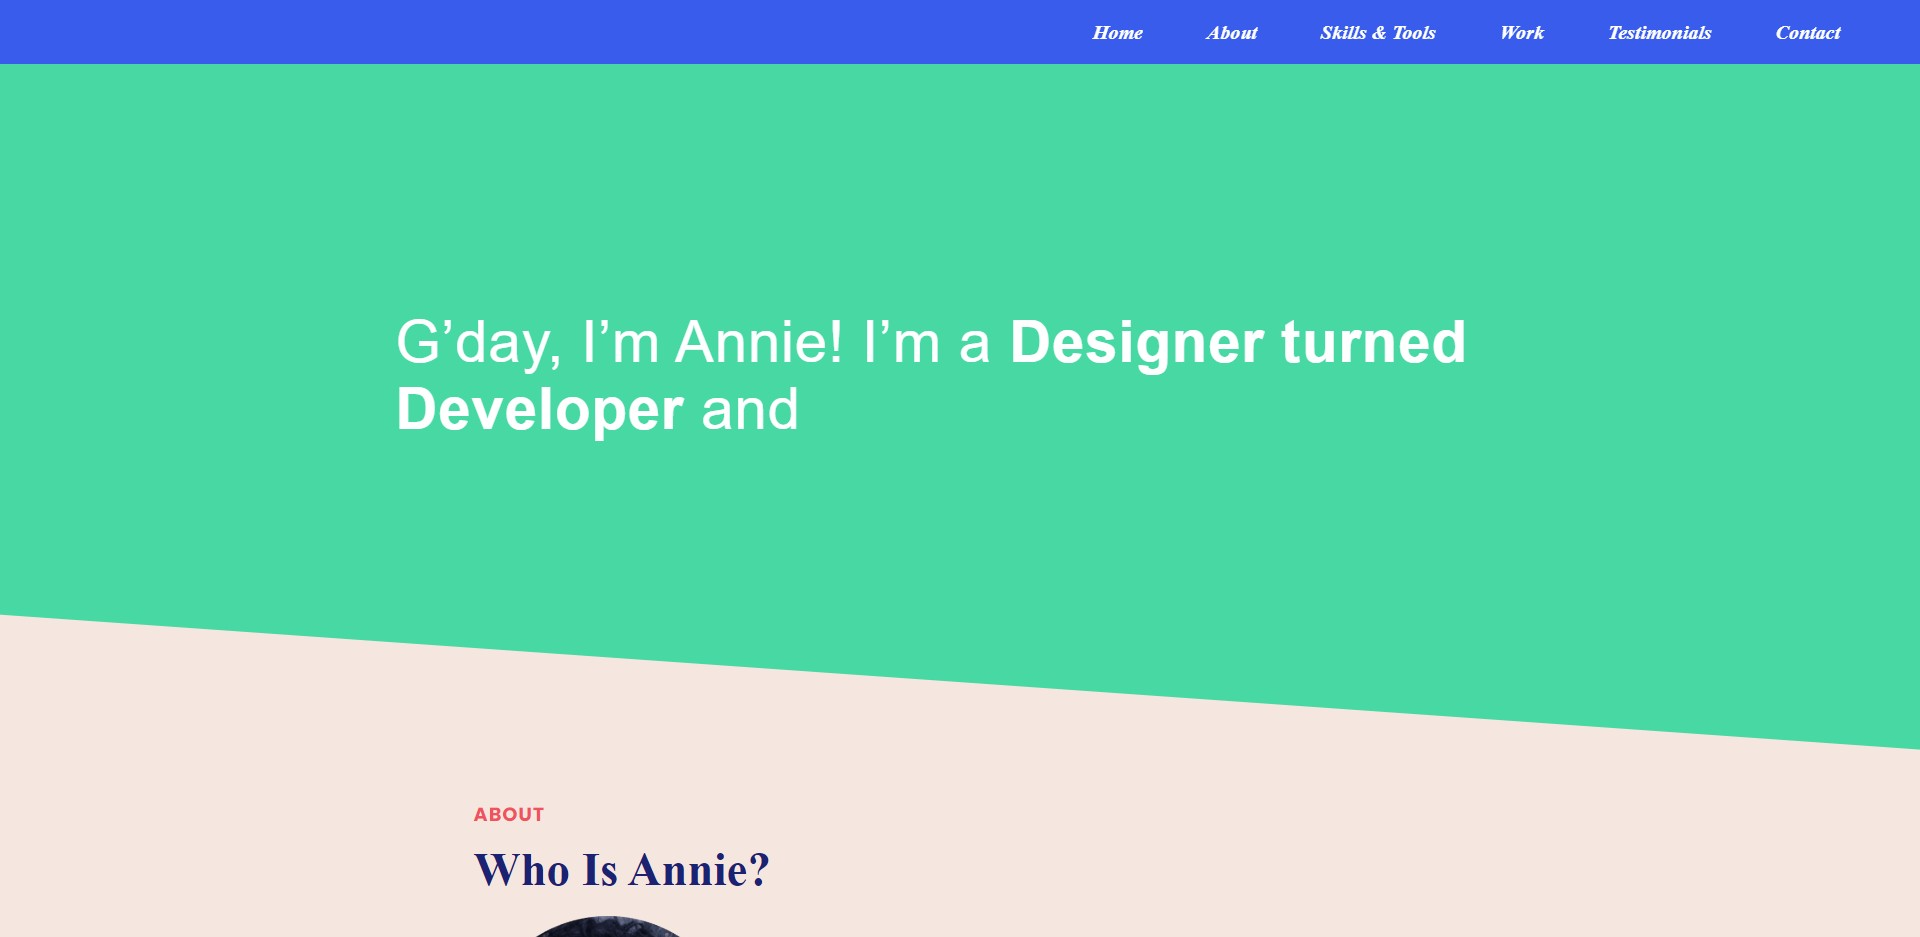 Home About Skills & Tools Work Testimonials Contact
G’day, I’m Annie! I’m a Designer turned
Developer and
ABOUT
Who Is Annie?